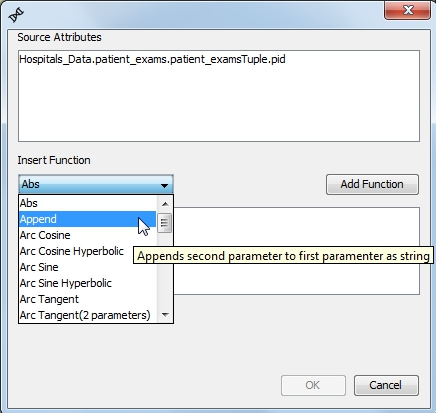 Source Attributes
Hospitals_Data.patient_exams.patient_examsTuple.pid
Insert Function
Abs
Add Function
Abs
Append
Arc Cosine
Arc Cosine Hyperbolic
Appends second parameter to first paramenter as string
Arc Sine
Arc Sine Hyperbolic
Arc Tangent
Arc Tangent(2 parameters)
OK
Cancel